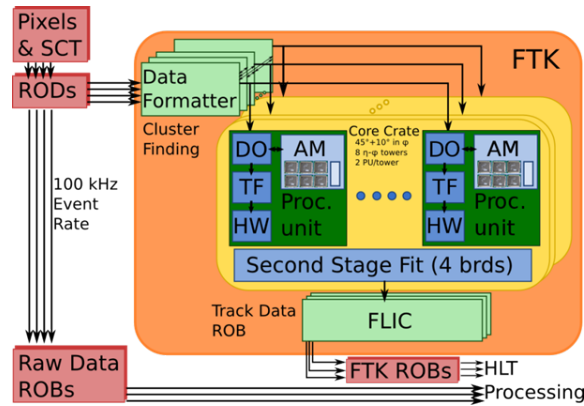 Pixels
& SCT
RODs
Data
Formatter
Cluster
Finding
FTK
100 kHz
Event
Rate
Core Crate
45°+10° in φ
8 η-φ towers
2 PU/tower
DO
AM
TF
Proc.
HW
unit
DO
AM
TF
Proc.
HW
unit
Second Stage Fit (4 brds)
Track Data
ROB
FLIC
Raw Data
ROBs
FTK ROBs
HLT
Processing